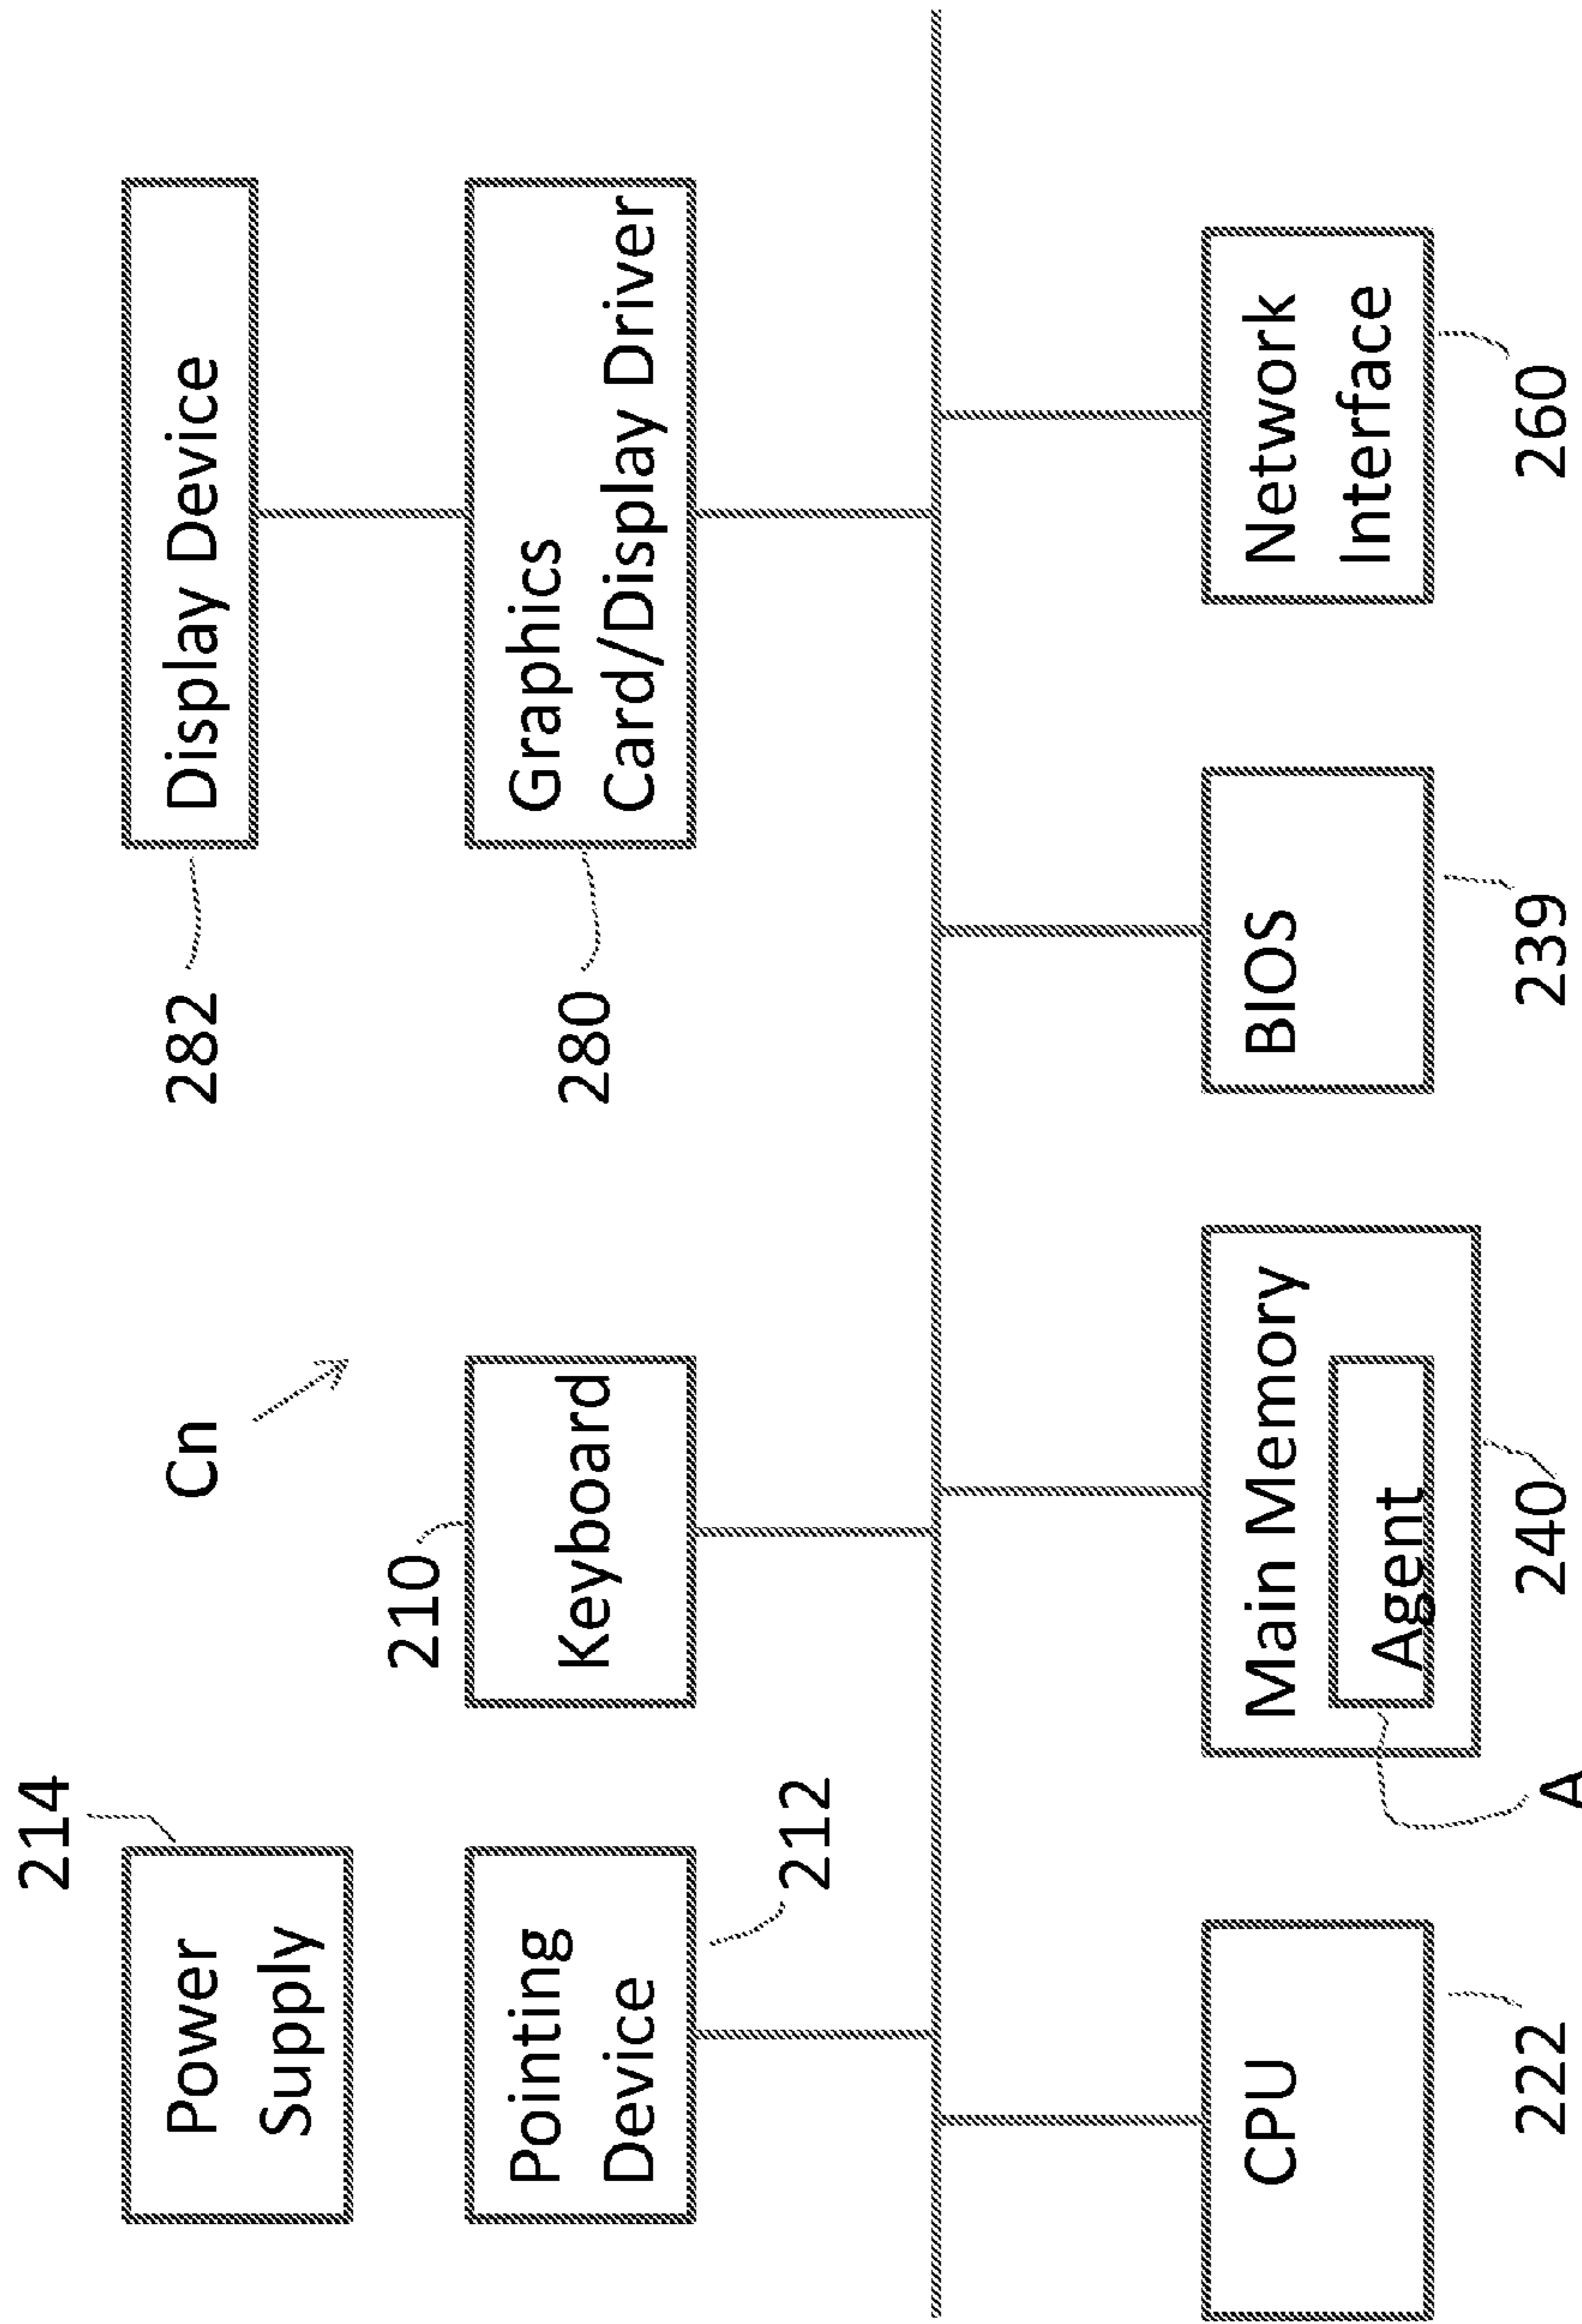 214
Power
Supply
Cn
282
Display Device
210
Keyboard
Pointing
Device
212
280
Graphics
Card/Display Driver
CPU
222
Main Memory
Agent
A
240
BIOS
239
Network
Interface
260